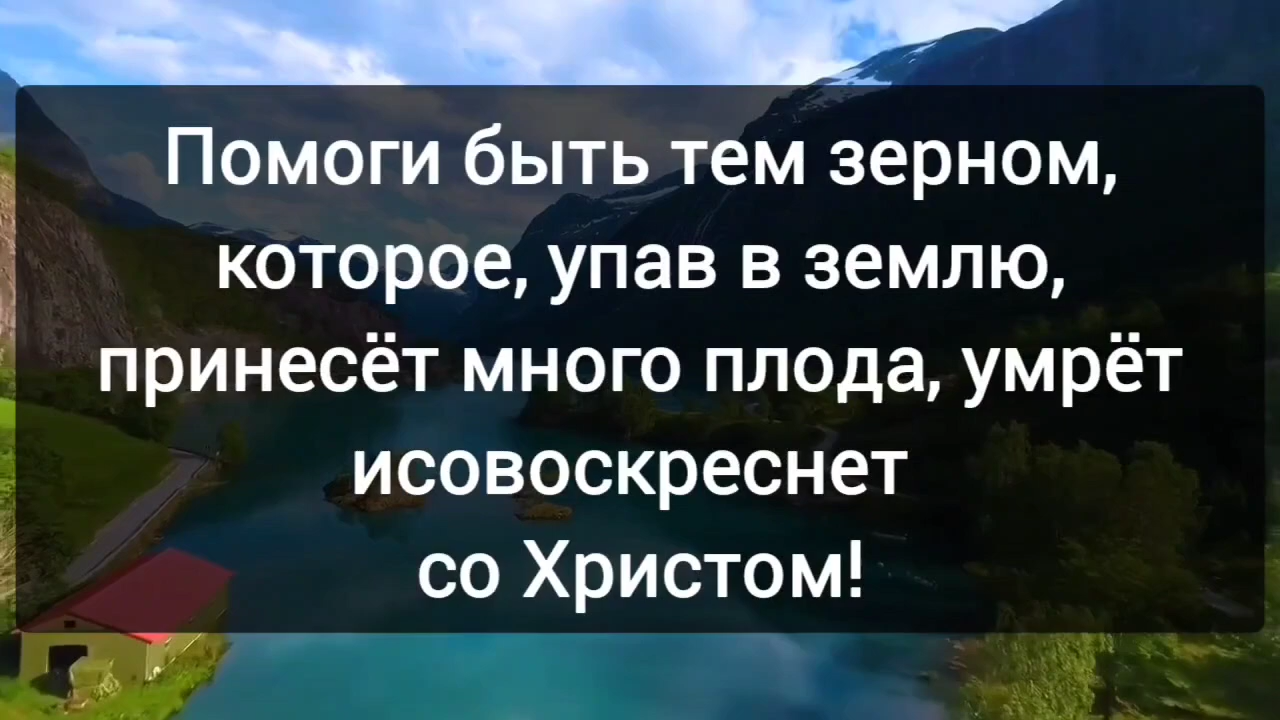 Помоги быть тем зерном,
которое, упав в землю,
принесёт много плода, умрёт
исовоскреснет
со Христом!